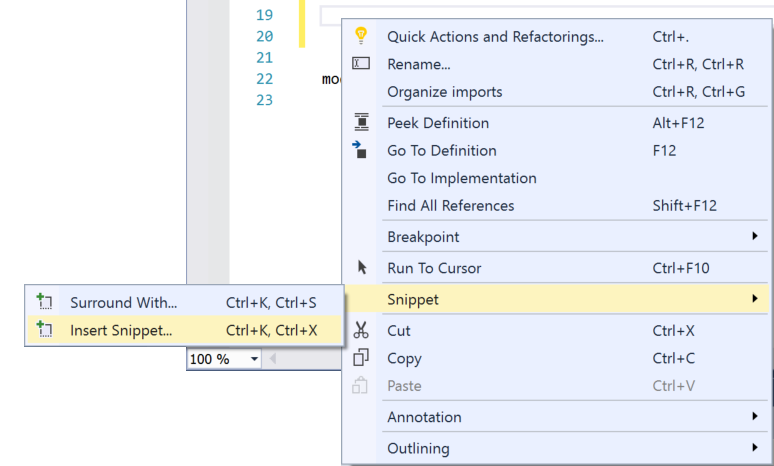 19
20
21
22 mo
23
Quick Actions and Refactorings... Ctrl+.
Rename... Ctrl+R, Ctrl+R
Organize imports Ctrl+R, Ctrl+G
Peek Definition Alt+F12
Go To Definition F12
Go To Implementation
Find All References Shift+F12
Breakpoint
Run To Cursor Ctrl+F10
Snippet
Surround With... Ctrl+K, Ctrl+S
Insert Snippet... Ctrl+K, Ctrl+X
Cut Ctrl+X
Copy Ctrl+C
Paste Ctrl+V
Annotation
Outlining
100 %